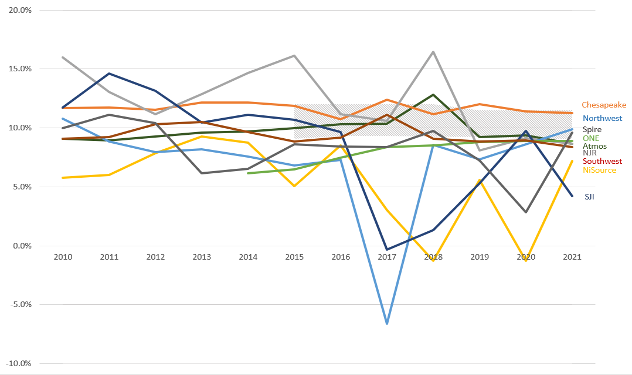 20.0%
15.0%
10.0%
5.0%
0.0%
-5.0%
-10.0%
2010 2011 2012 2013 2014 2015 2016 2017 2018 2019 2020 2021
Chesapeake
Northwest
Spire
ONE
Atmos
NJR
Southwest
NiSource
SJI